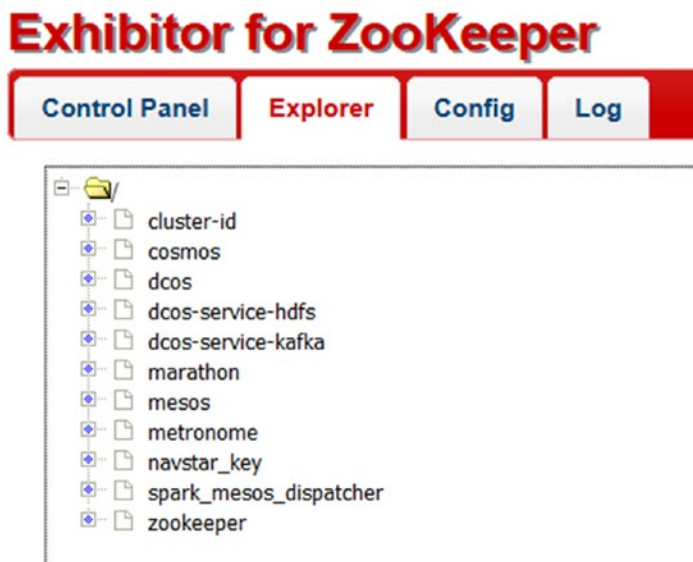 Exhibitor for ZooKeeper
Control Panel Explorer Config Log
/
cluster-id
cosmos
dcos
dcos-service-hdfs
dcos-service-kafka
marathon
mesos
metronome
navstar_key
spark_mesos_dispatcher
zookeeper